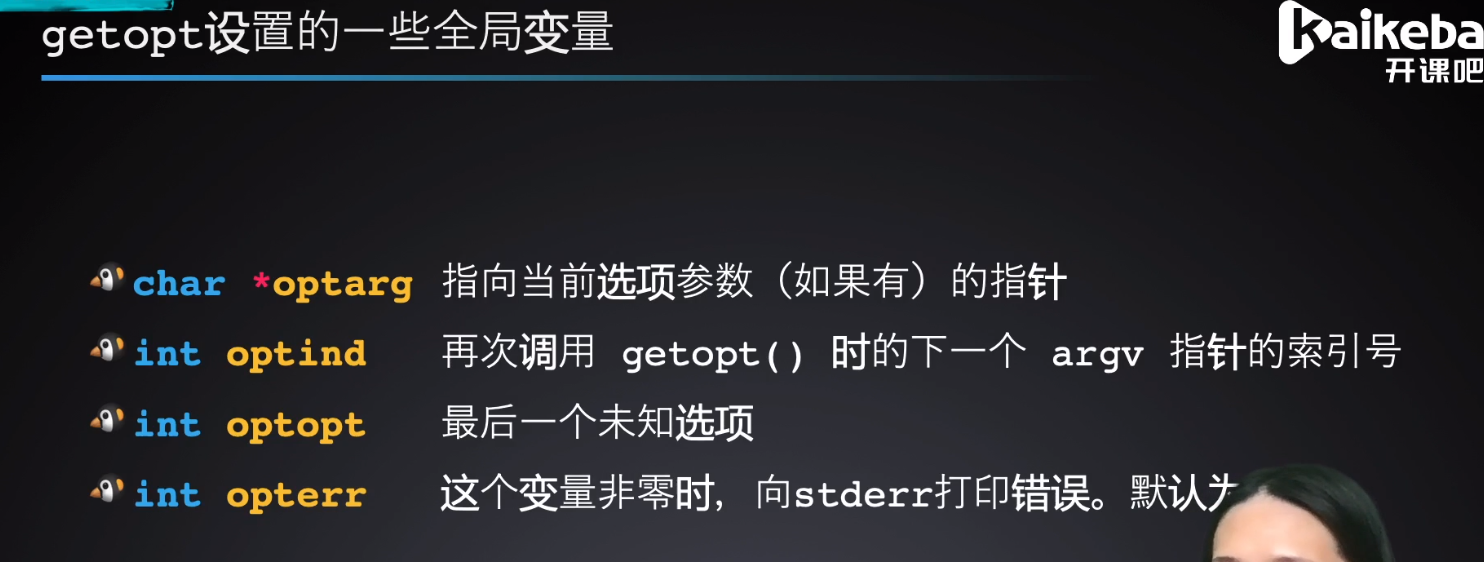 getopt设置的一些全局变量
Kaikeba
开课吧
char *optarg 指向当前选项参数（如果有）的指针
int optind 再次调用 getopt() 时的下一个 argv 指针的索引号
int optopt 最后一个未知选项
int opterr 这个变量非零时，向stderr打印错误。默认为